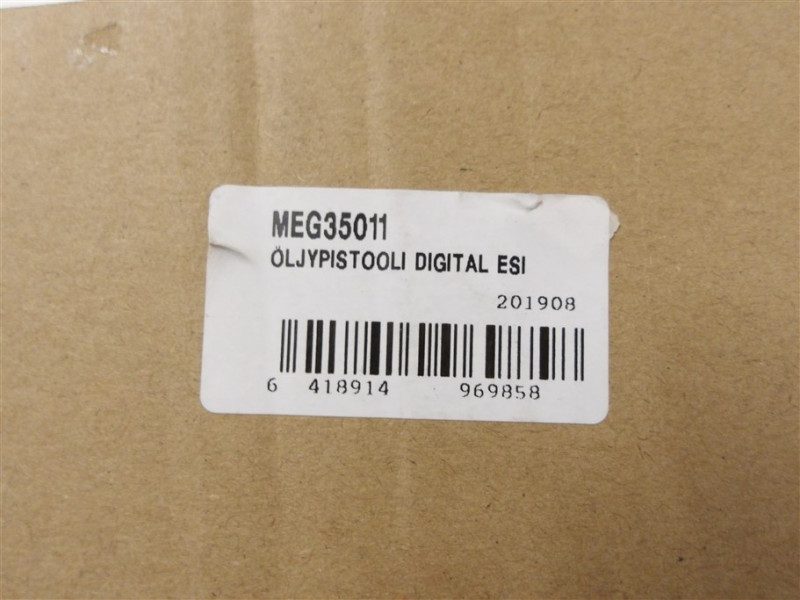 MEG35011
ÖLJYPISTOOLI DIGITAL ESI
201908
6 418914 969858